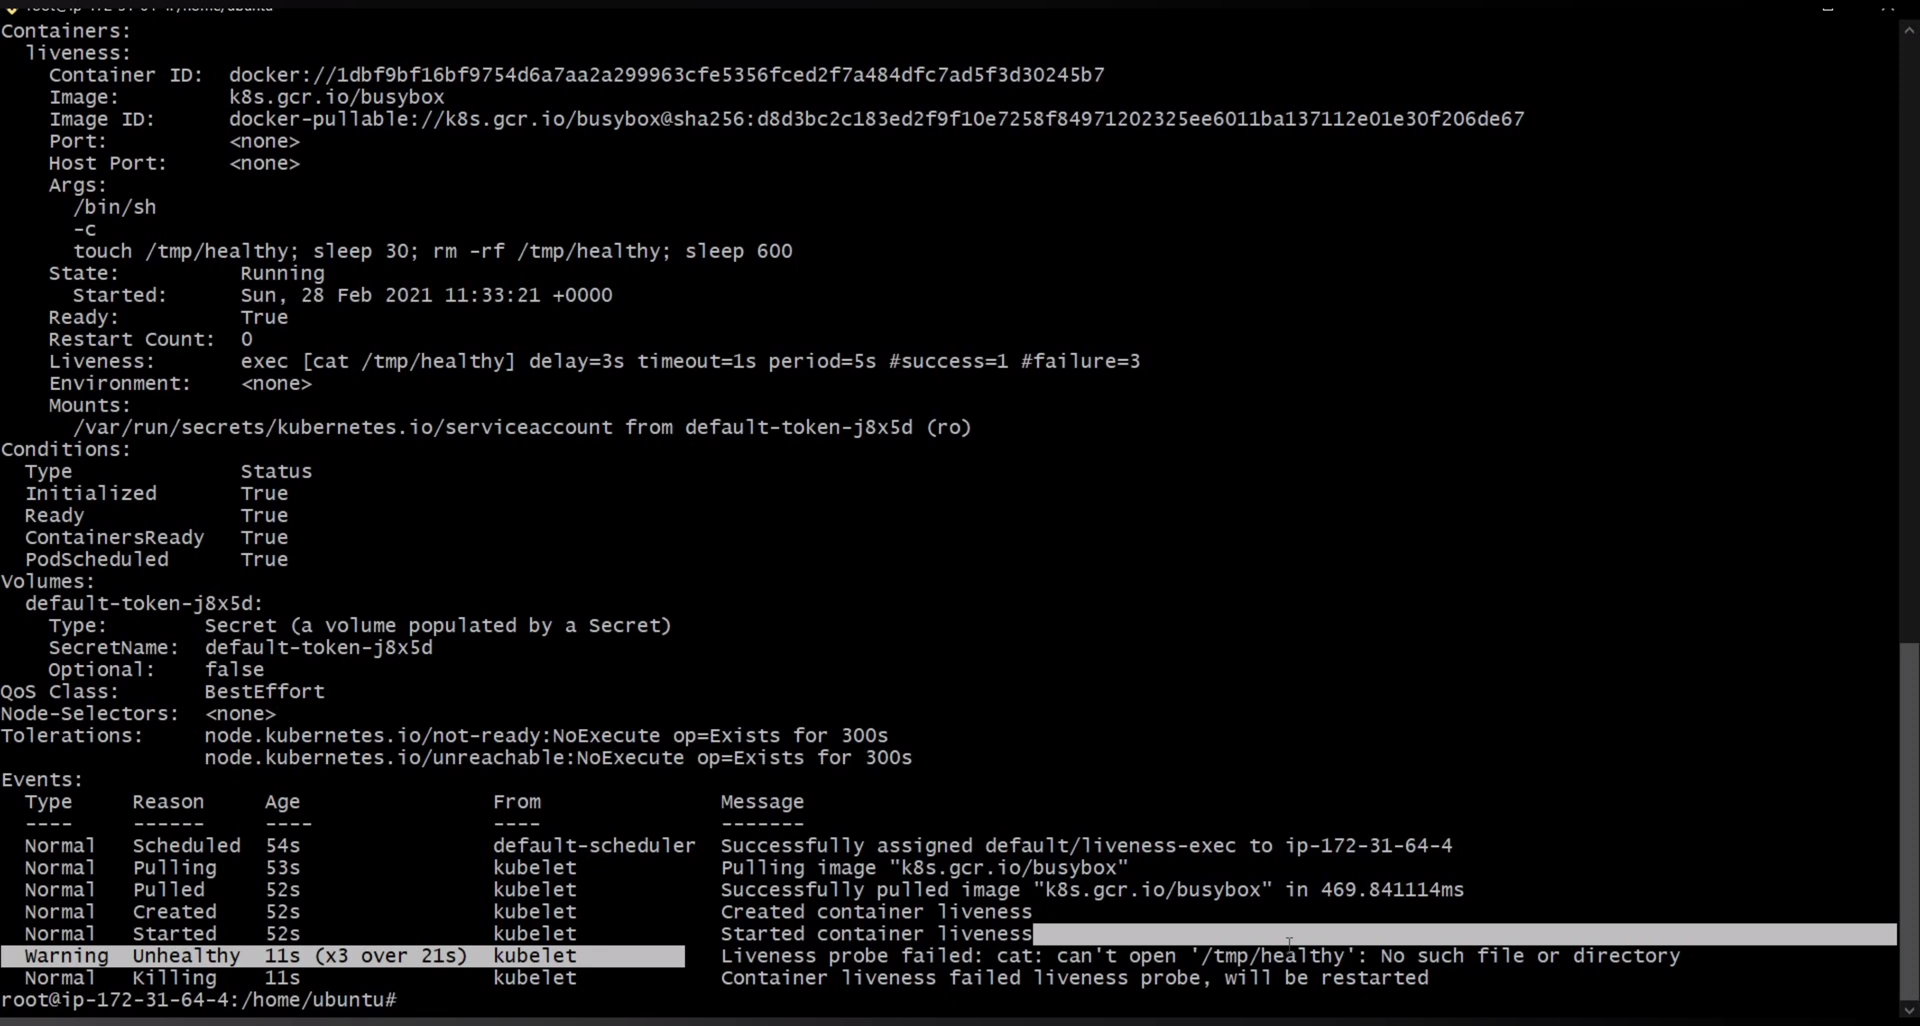 Containers:
  liveness:
    Container ID:  docker://1dbf9bf16bf9754d6a7aa2a299963cfe5356fced2f7a484dfc7ad5f3d30245b7
    Image:         k8s.gcr.io/busybox
    Image ID:      docker-pullable://k8s.gcr.io/busybox@sha256:d8d3bc2c183ed2f9f10e7258f84971202325ee6011ba137112e01e30f206de67
    Port:          <none>
    Host Port:     <none>
    Args:
      /bin/sh
      -c
      touch /tmp/healthy; sleep 30; rm -rf /tmp/healthy; sleep 600
    State:          Running
      Started:      Sun, 28 Feb 2021 11:33:21 +0000
    Ready:          True
    Restart Count:  0
    Liveness:       exec [cat /tmp/healthy] delay=3s timeout=1s period=5s #success=1 #failure=3
    Environment:    <none>
    Mounts:
      /var/run/secrets/kubernetes.io/serviceaccount from default-token-j8x5d (ro)
Conditions:
  Type              Status
  Initialized       True
  Ready             True
  ContainersReady   True
  PodScheduled      True
Volumes:
  default-token-j8x5d:
    Type:        Secret (a volume populated by a Secret)
    SecretName:  default-token-j8x5d
    Optional:    false
QoS Class:       BestEffort
Node-Selectors:  <none>
Tolerations:     node.kubernetes.io/not-ready:NoExecute op=Exists for 300s
                 node.kubernetes.io/unreachable:NoExecute op=Exists for 300s
Events:
  Type     Reason     Age                From               Message
  ----     ------     ----               ----               -------
  Normal   Scheduled  54s                default-scheduler  Successfully assigned default/liveness-exec to ip-172-31-64-4
  Normal   Pulling    53s                kubelet            Pulling image "k8s.gcr.io/busybox"
  Normal   Pulled     52s                kubelet            Successfully pulled image "k8s.gcr.io/busybox" in 469.841114ms
  Normal   Created    52s                kubelet            Created container liveness
  Normal   Started    52s                kubelet            Started container liveness
  Warning  Unhealthy  11s (x3 over 21s)  kubelet            Liveness probe failed: cat: can't open '/tmp/healthy': No such file or directory
  Normal   Killing    11s                kubelet            Container liveness failed liveness probe, will be restarted
root@ip-172-31-64-4:/home/ubuntu#